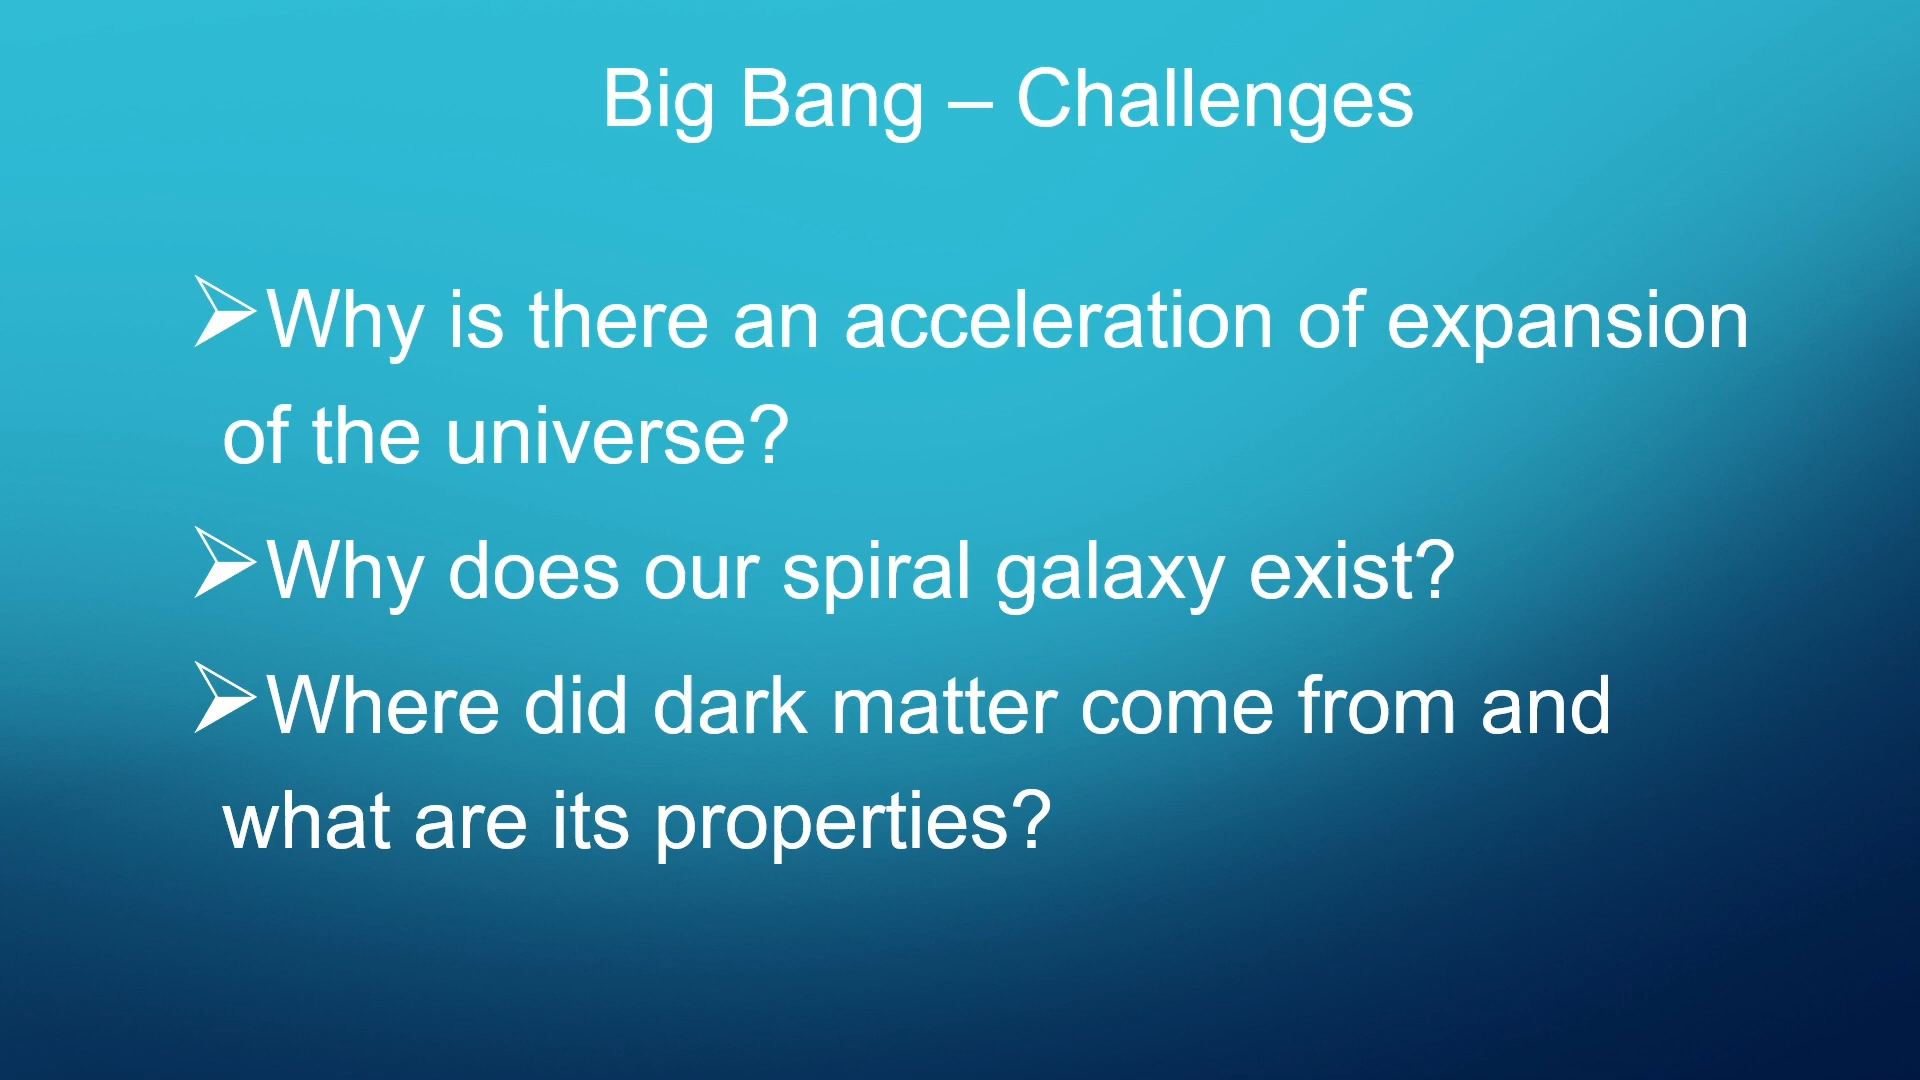 Big Bang – Challenges
➢Why is there an acceleration of expansion
of the universe?
➢Why does our spiral galaxy exist?
➢Where did dark matter come from and
what are its properties?